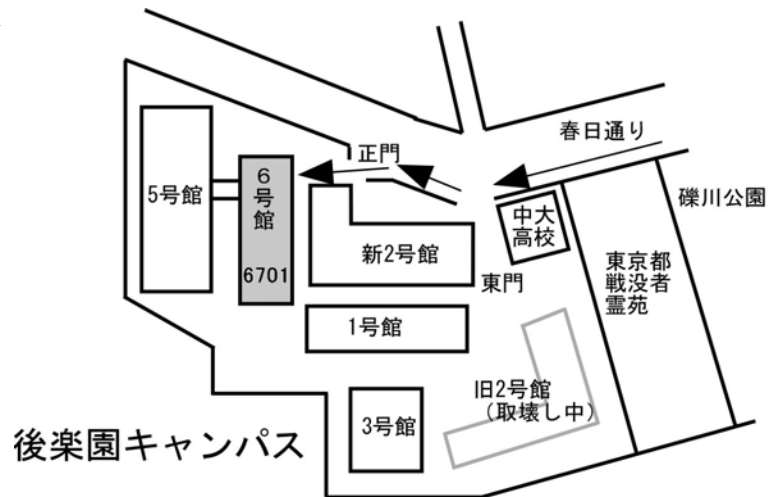 春日通り
正門
礫川公園
5号館
6
号
館
6701
中大
高校
新2号館
東門
東京都
戦没者
霊苑
1号館
旧2号館
（取壊し中）
3号館
後楽園キャンパス